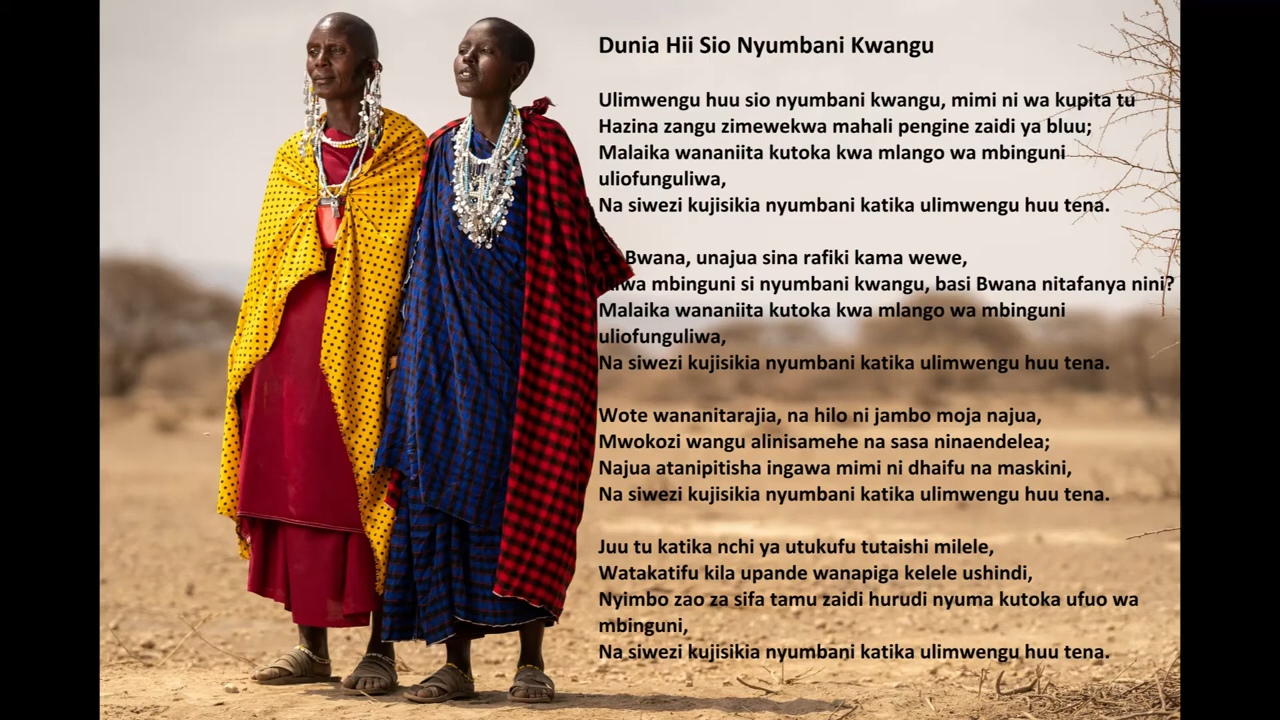 Dunia Hii Sio Nyumbani Kwangu
Ulimwengu huu sio nyumbani kwangu, mimi ni wa kupita tu
Hazina zangu zimewekwa mahali pengine zaidi ya bluu;
Malaika wananiita kutoka kwa mlango wa mbinguni
uliofunguliwa,
Na siwezi kujisikia nyumbani katika ulimwengu huu tena.
Bwana, unajua sina rafiki kama wewe,
mbinguni si nyumbani kwangu, basi Bwana nitafanya nini?
Malaika wananiita kutoka kwa mlango wa mbinguni
uliofunguliwa,
Na siwezi kujisikia nyumbani katika ulimwengu huu tena.
Wote wananitarajia, na hilo ni jambo moja najua,
Mwokozi wangu alinisamehe na sasa ninaendelea;
Najua atanipitisha ingawa mimi ni dhaifu na maskini,
Na siwezi kujisikia nyumbani katika ulimwengu huu tena.
Juu tu katika nchi ya utukufu tutaishi milele,
Watakatifu kila upande wanapiga kelele ushindi,
Nyimbo zao za sifa tamu zaidi hurudi nyuma kutoka ufuo wa
mbinguni,
Na siwezi kujisikia nyumbani katika ulimwengu huu tena.